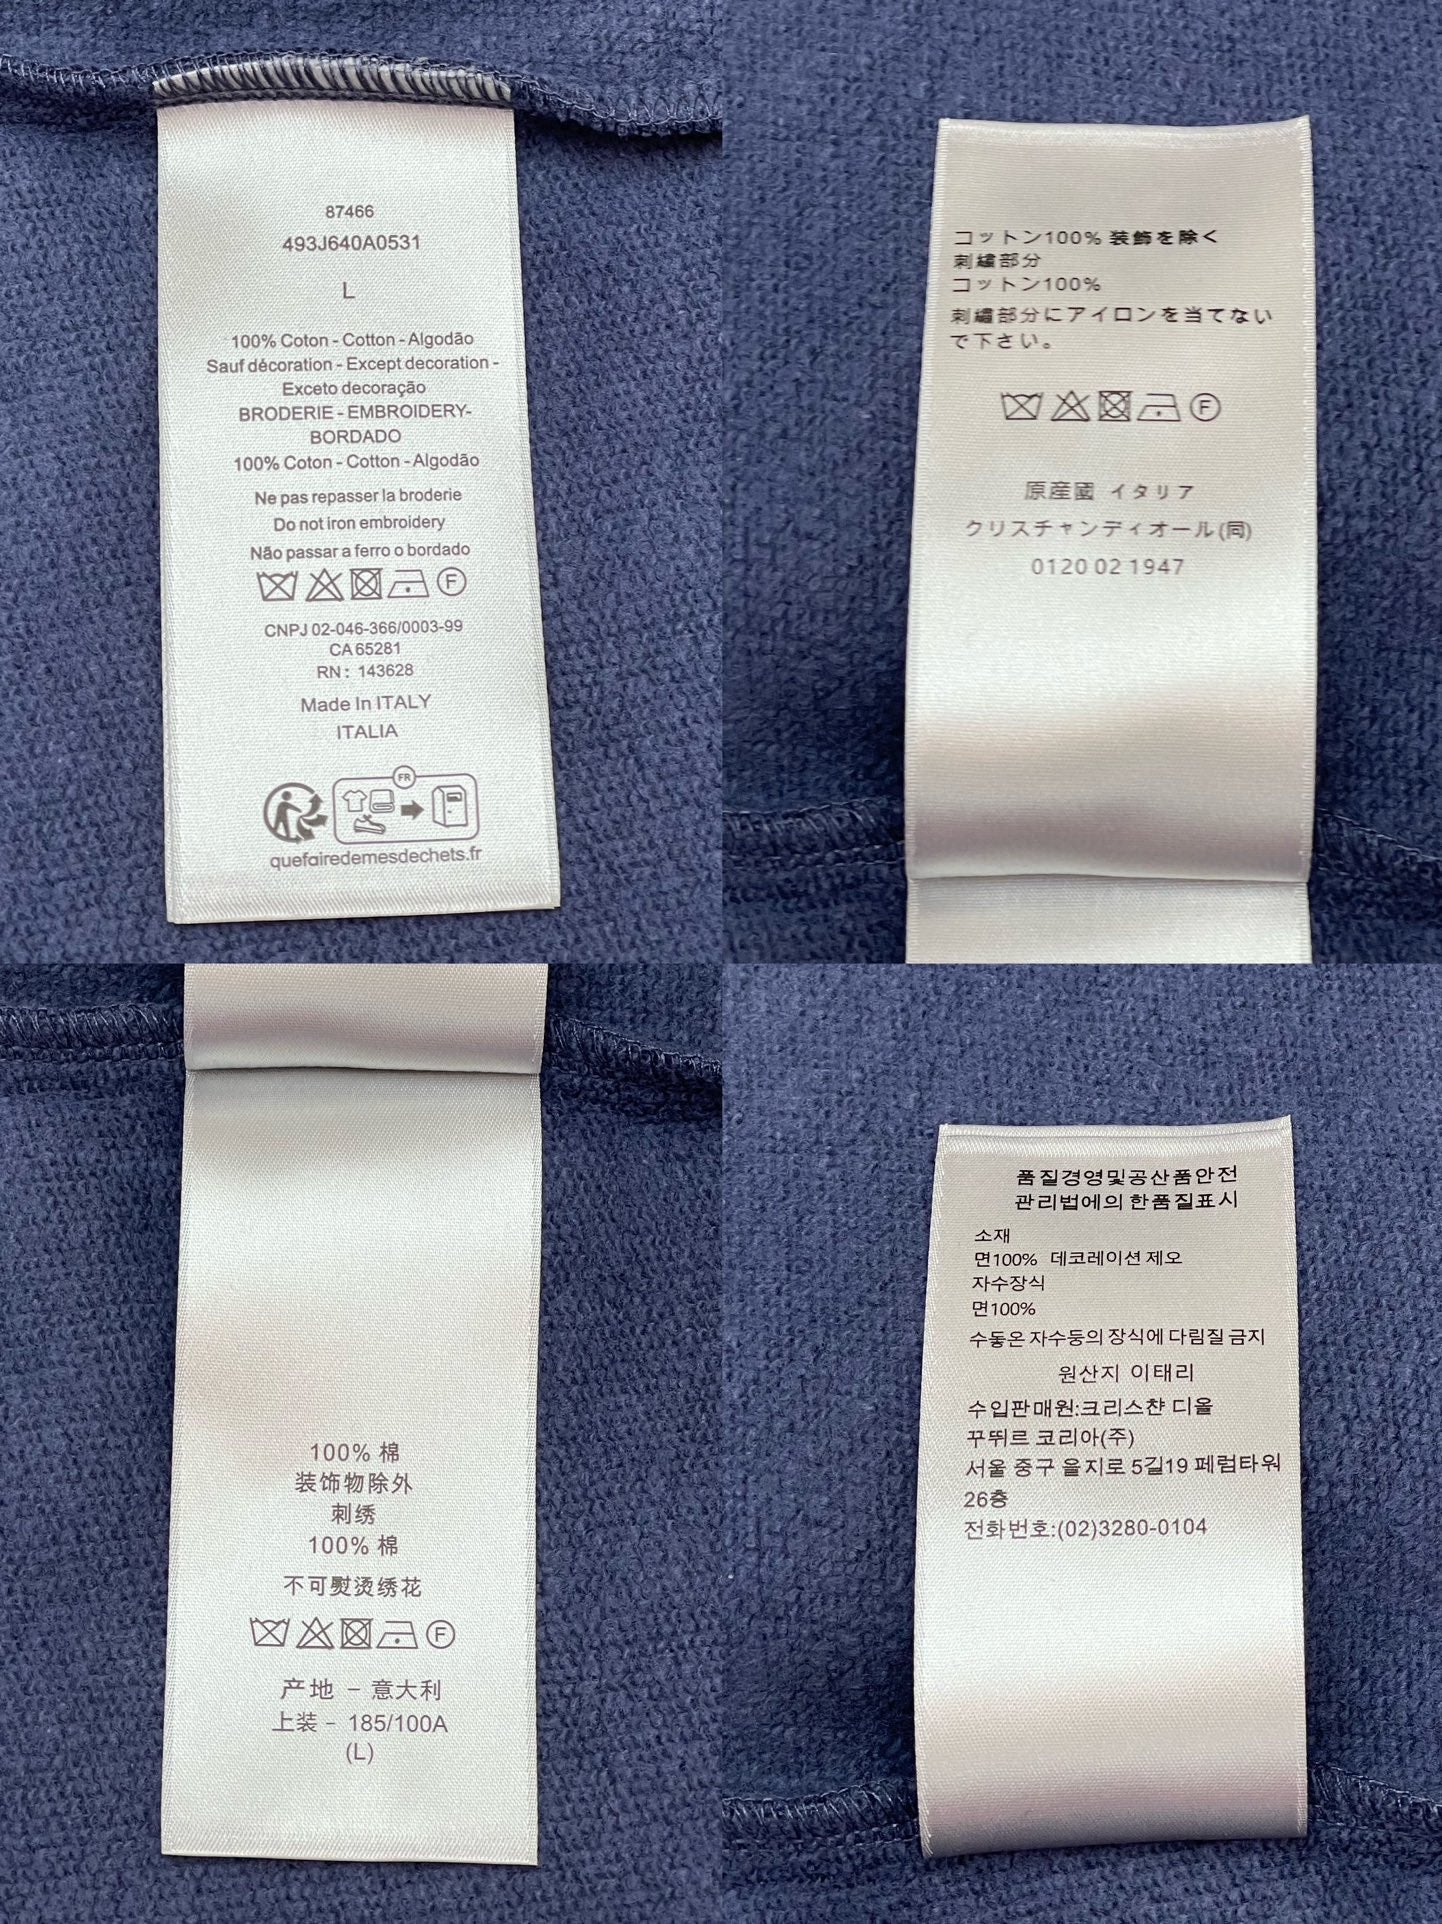 87466
493J640A0531
L
100% Coton - Cotton - Algodão
Sauf décoration - Except decoration -
Exceto decoração
BRODERIE - EMBROIDERY-
BORDADO
100% Coton - Cotton - Algodão
Ne pas repasser la broderie
Do not iron embroidery
Não passar a ferro o bordado
F
CNPJ 02-046-366/0003-99
CA 65281
RN : 143628
Made In ITALY
ITALIA
FR
quefairedemesdechets.fr
コットン100% 装飾を除く
刺繍部分
コットン100%
刺繍部分にアイロンを当てない
で下さい。
F
原産國 イタリア
クリスチャンディオール(同)
0120 02 1947
100% 棉
装饰物除外
刺绣
100% 棉
不可熨烫绣花
F
产地 - 意大利
上装 - 185/100A
(L)
품질경영및공산품안전
관리법에의 한품질표시
소재
면100% 데코레이션 제오
자수장식
면100%
수돟온 자수둥의 장식에 다림질 금지
원산지 이태리
수입판매원:크리스챤 디올
꾸뛰르 코리아(주)
서울 중구 을지로 5길19 페럼타워
26층
전화번호:(02)3280-0104